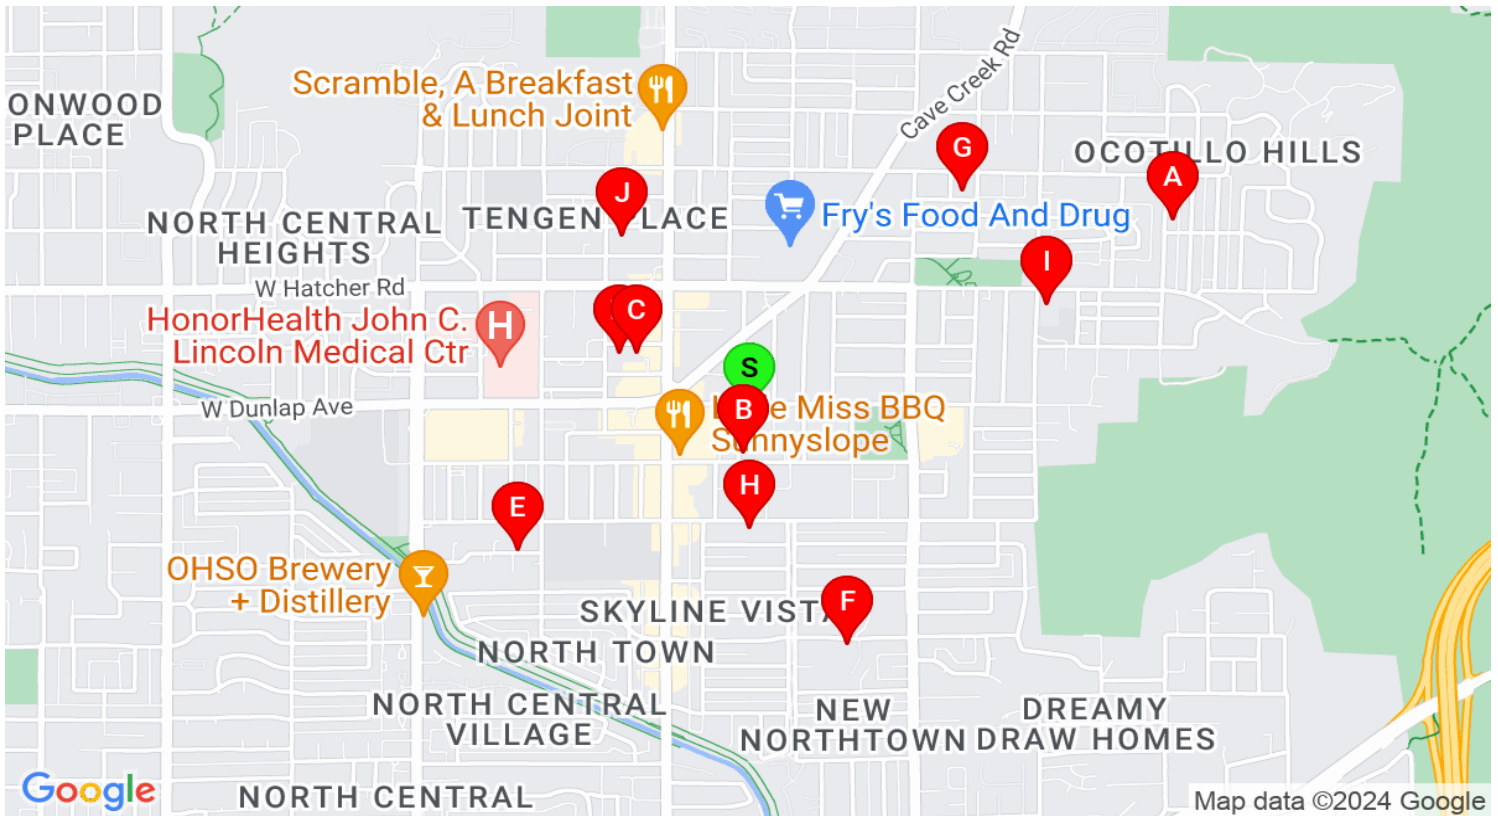 Cave Creek Rd
Scramble, A Breakfast
& Lunch Joint
ONWOOD
PLACE
G
OCOTILLO HILLS
A
J
NORTH CENTRAL
HEIGHTS
TENGEN PLACE
Fry's Food And Drug
I
W Hatcher Rd
HonorHealth John C.
Lincoln Medical Ctr
H
C
S
W Dunlap Ave
B
Miss BBQ
Sunnyslope
H
E
OHSO Brewery
+ Distillery
F
SKYLINE VISTA
NORTH TOWN
NORTH CENTRAL
VILLAGE
NEW
NORTHTOWN
DREAMY
DRAW HOMES
Google
NORTH CENTRAL
Map data ©2024 Google